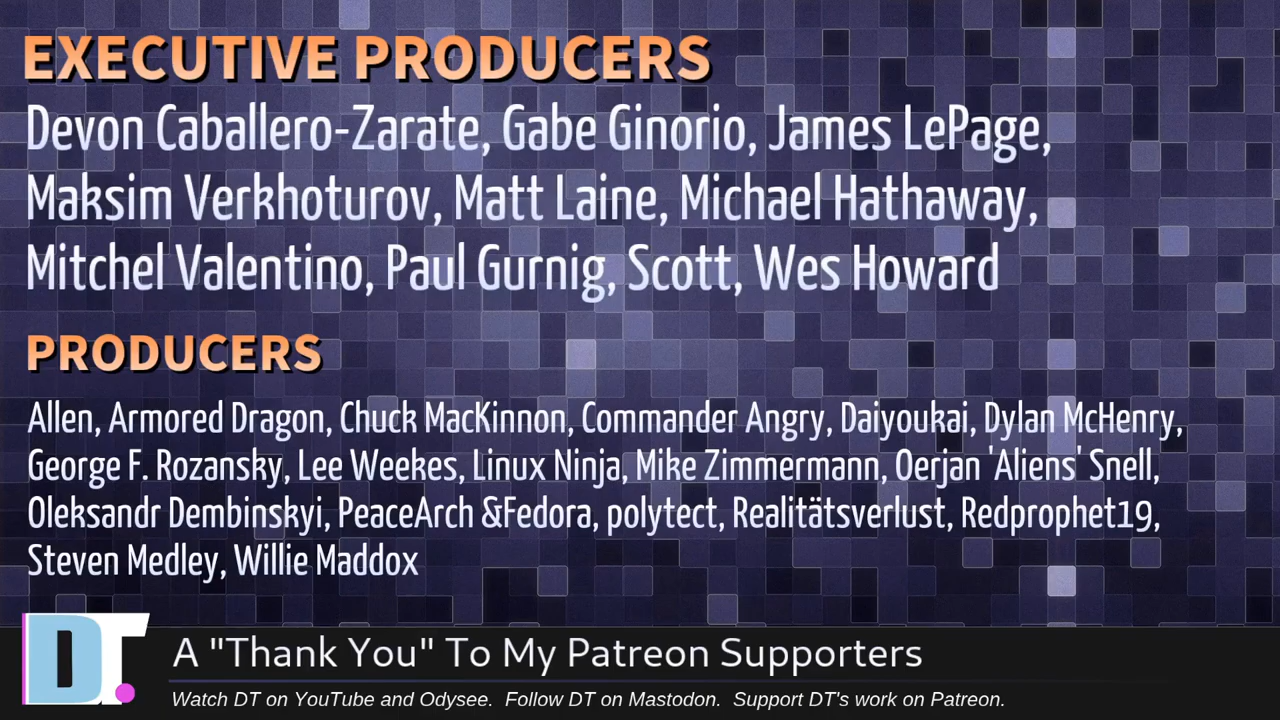 EXECUTIVE PRODUCERS
Devon Caballero-Zarate, Gabe Ginorio, James LePage,
Maksim Verkhoturov, Matt Laine, Michael Hathaway,
Mitchel Valentino, Paul Gurnig, Scott, Wes Howard
PRODUCERS
Allen, Armored Dragon, Chuck MacKinnon, Commander Angry, Daiyoukai, Dylan McHenry,
George F. Rozansky, Lee Weekes, Linux Ninja, Mike Zimmermann, Oerjan 'Aliens' Snell,
Oleksandr Dembinskyi, PeaceArch &Fedora, polytect, Realitätsverlust, Redprophet19,
Steven Medley, Willie Maddox
DT.
A "Thank You" To My Patreon Supporters
Watch DT on YouTube and Odysee. Follow DT on Mastodon. Support DT's work on Patreon.